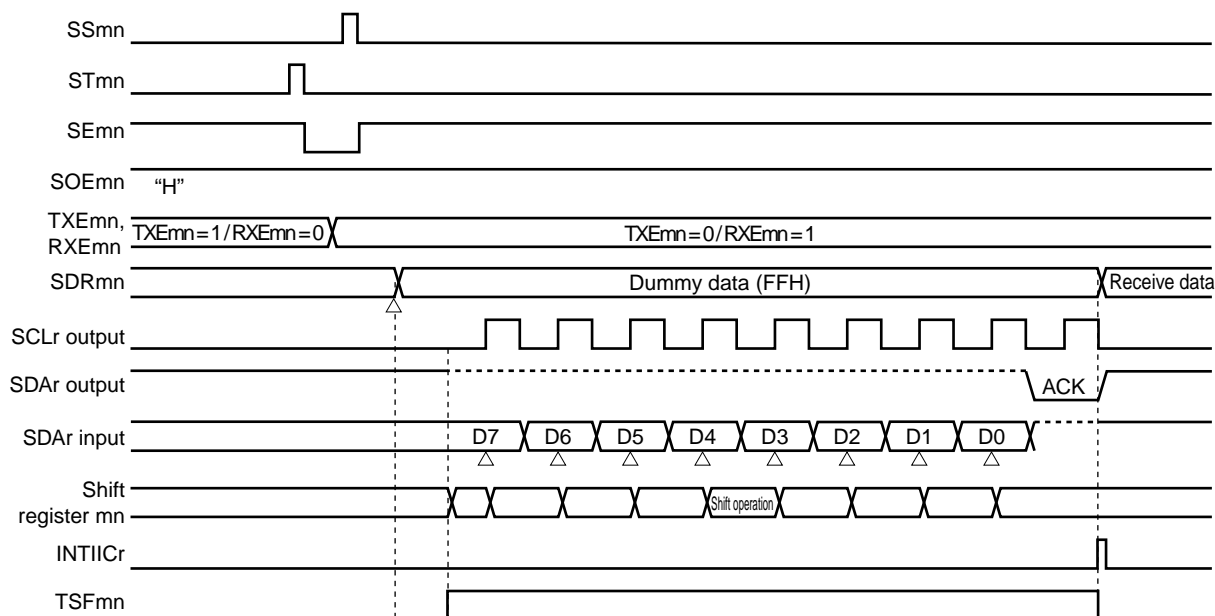 SSmn
STmn
SEmn
SOEmn “H”
TXEmn,
RXEmn
TXEmn=1/RXEmn=0 TXEmn=0/RXEmn=1
SDRmn Dummy data (FFH) Receive data
SCLr output
SDAr output ACK
SDAr input D7 D6 D5 D4 D3 D2 D1 D0
Shift
register mn
Shift operation
INTIICr
TSFmn